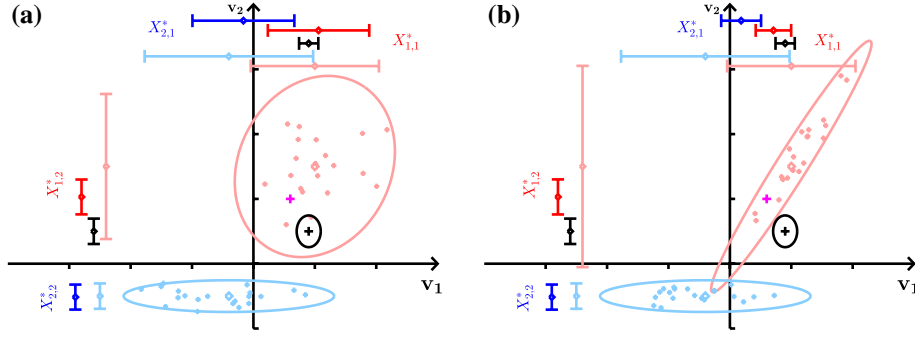 (a)
v₂
X*₂,₁
X*₁,₁
X*₁,₂
X*₂,₂
v₁
(b)
v₂
X*₂,₁
X*₁,₁
X*₁,₂
X*₂,₂
v₁